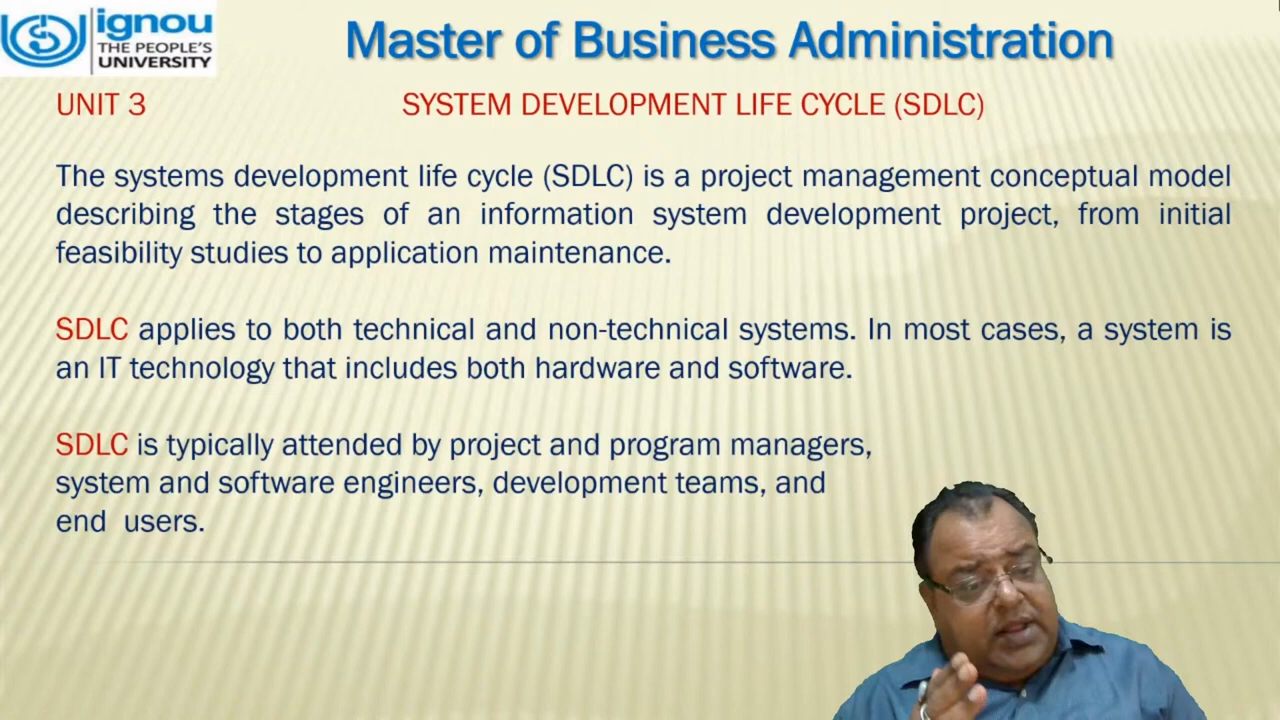 ignou
THE PEOPLE'S
UNIVERSITY
Master of Business Administration
UNIT 3 SYSTEM DEVELOPMENT LIFE CYCLE (SDLC)
The systems development life cycle (SDLC) is a project management conceptual model
describing the stages of an information system development project, from initial
feasibility studies to application maintenance.
SDLC applies to both technical and non-technical systems. In most cases, a system is
an IT technology that includes both hardware and software.
SDLC is typically attended by project and program managers,
system and software engineers, development teams, and
end users.